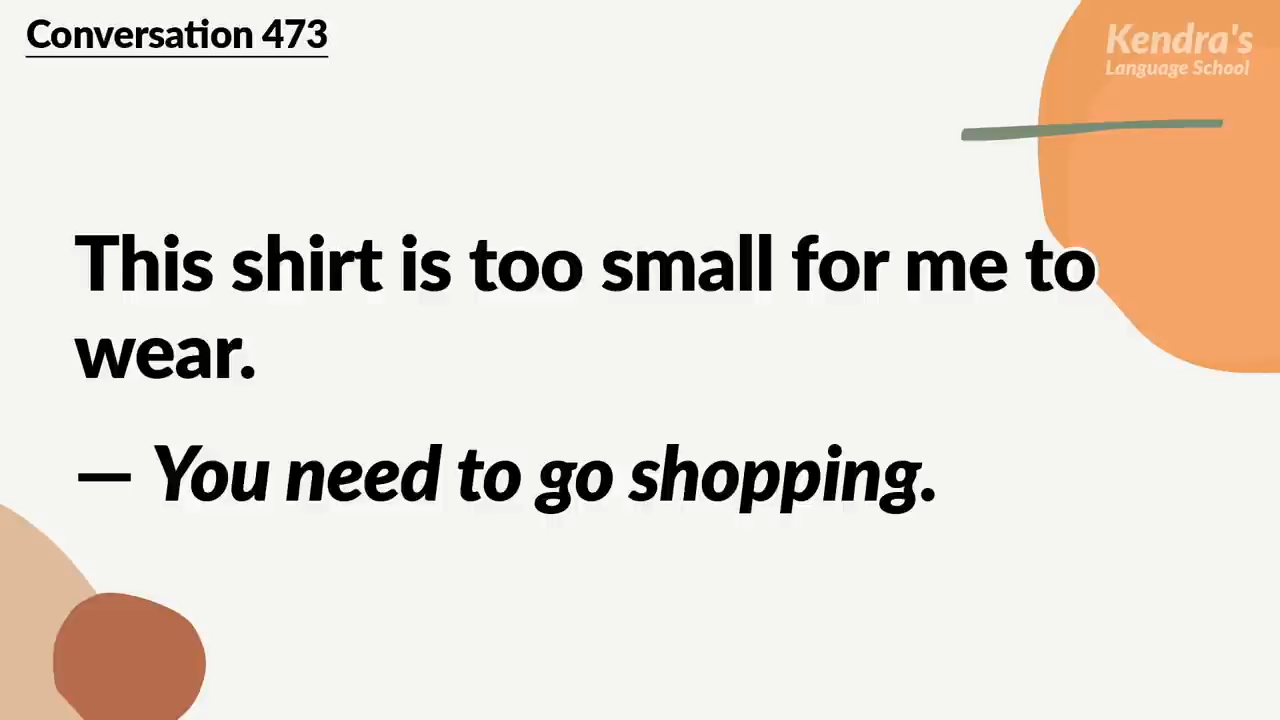 Conversation 473
Kendra's
Language School
This shirt is too small for me to
wear.
— You need to go shopping.